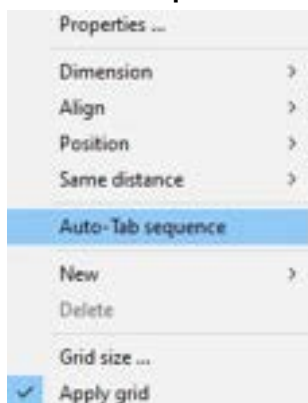 Properties ...
Dimension
Align
Position
Same distance
Auto-Tab sequence
New
Delete
Grid size ...
Apply grid